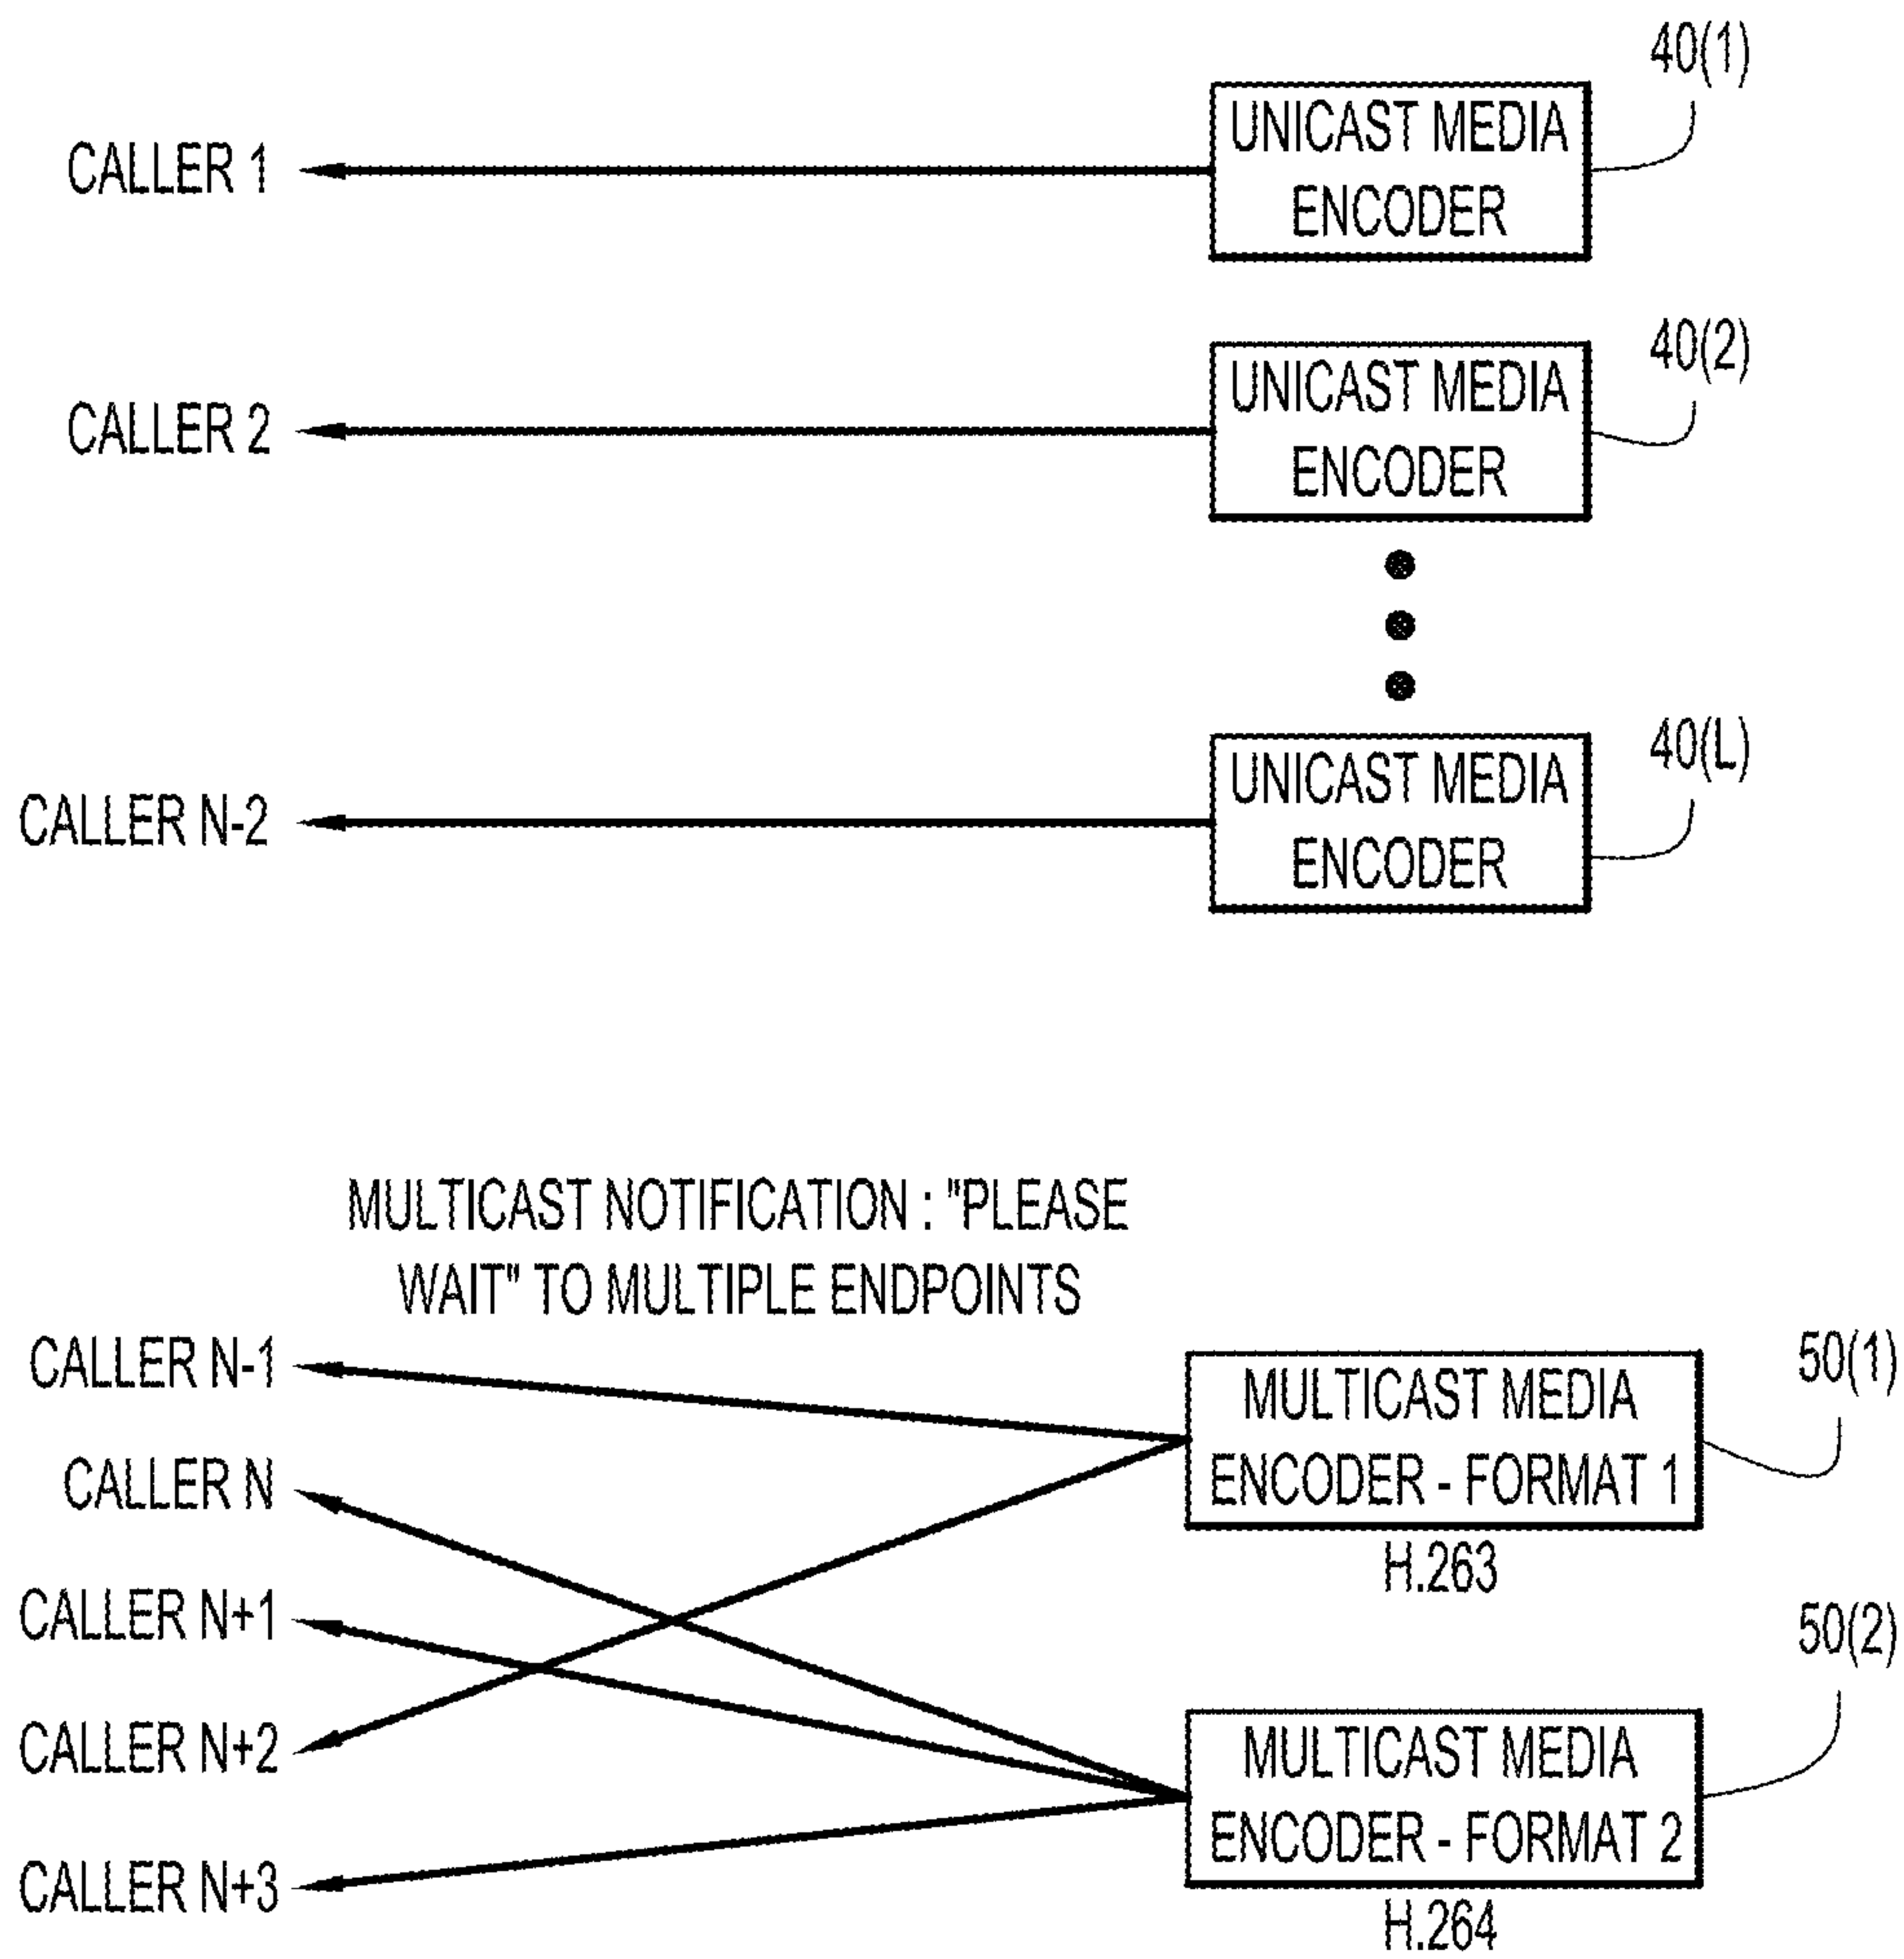 40(1)
CALLER 1
UNICAST MEDIA
ENCODER
40(2)
CALLER 2
UNICAST MEDIA
ENCODER
40(L)
CALLER N-2
UNICAST MEDIA
ENCODER
MULTICAST NOTIFICATION : "PLEASE
WAIT" TO MULTIPLE ENDPOINTS
CALLER N-1
50(1)
MULTICAST MEDIA
ENCODER - FORMAT 1
H.263
CALLER N
CALLER N+1
50(2)
CALLER N+2
MULTICAST MEDIA
ENCODER - FORMAT 2
H.264
CALLER N+3